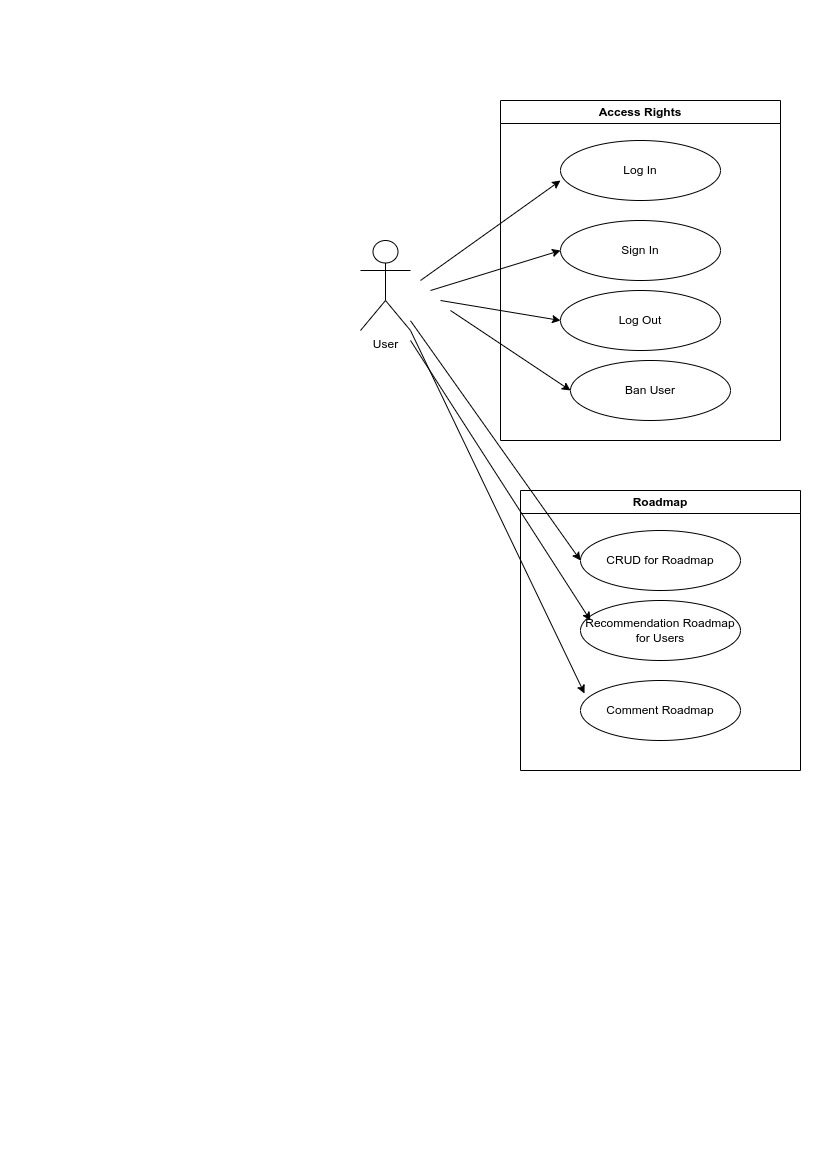 Access Rights
Log In
Sign In
Log Out
User
Ban User
Roadmap
CRUD for Roadmap
Recommendation Roadmap
for Users
Comment Roadmap